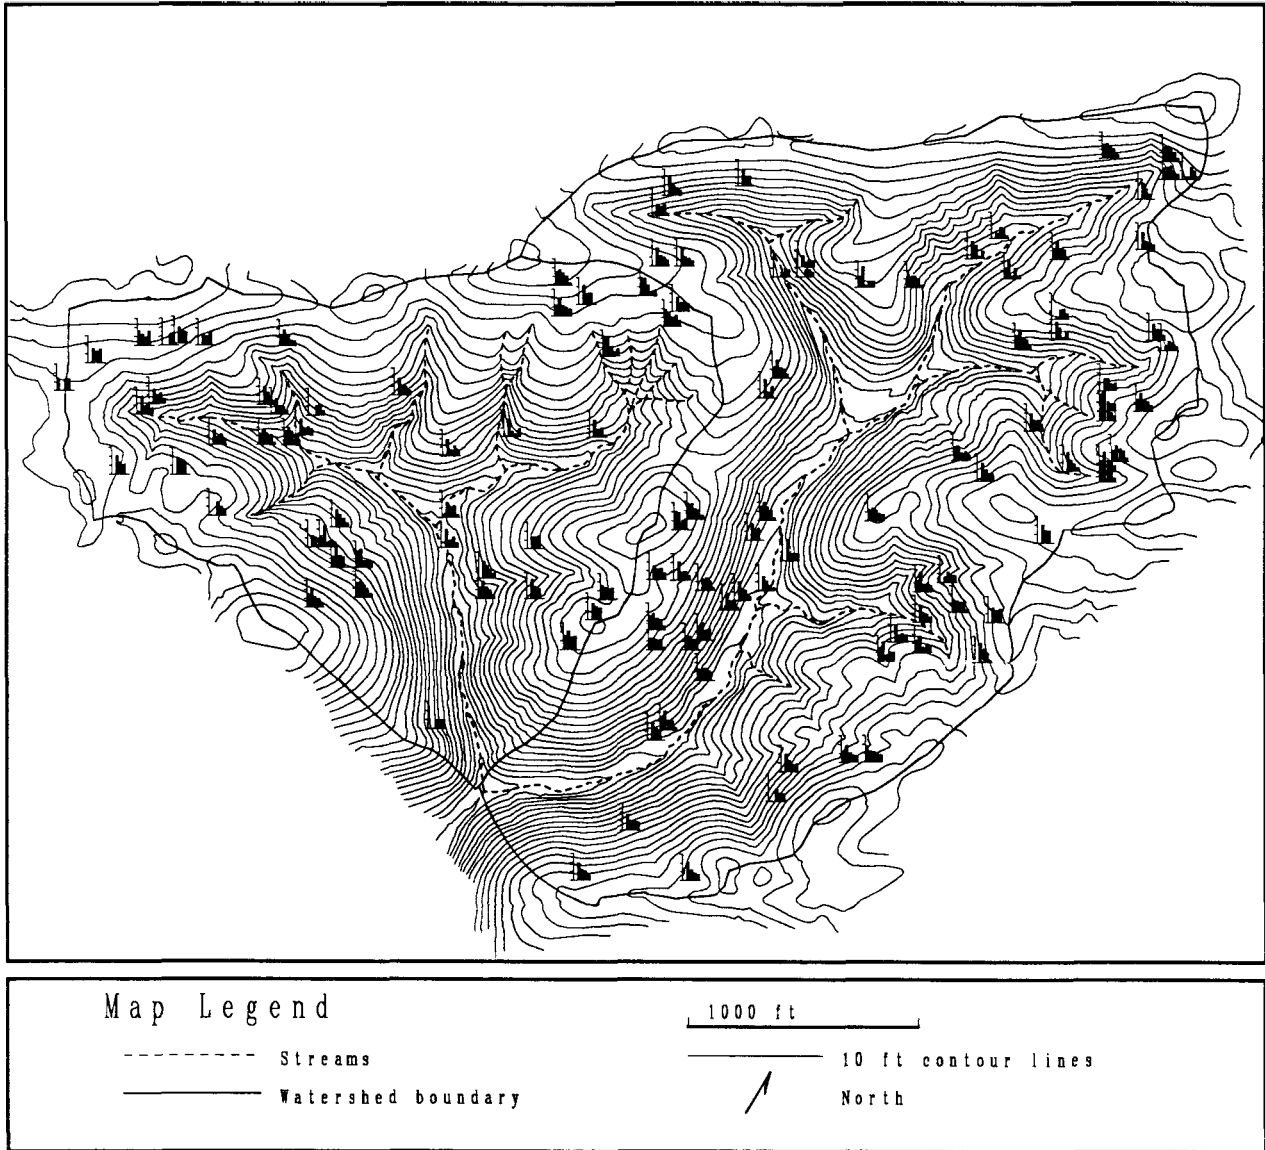 Map Legend
1000 ft
Streams
10 ft contour lines
Watershed boundary
North